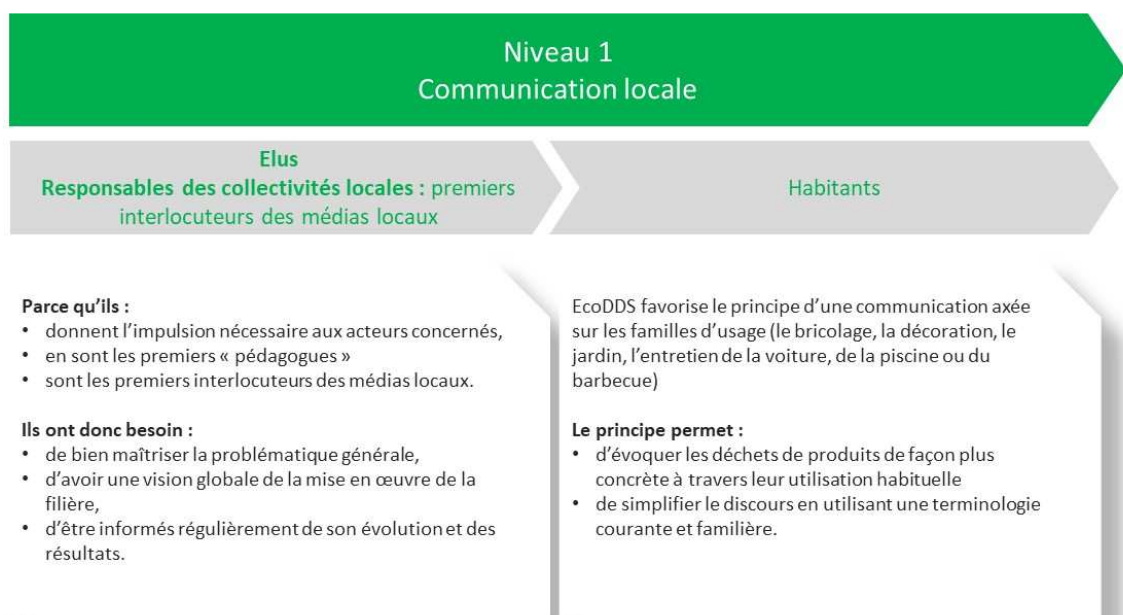 Niveau 1
Communication locale
Elus
Responsables des collectivités locales : premiers
interlocuteurs des médias locaux
Habitants
Parce qu’ils :
• donnent l’impulsion nécessaire aux acteurs concernés,
• en sont les premiers « pédagogues »
• sont les premiers interlocuteurs des médias locaux.
Ils ont donc besoin :
• de bien maîtriser la problématique générale,
• d’avoir une vision globale de la mise en œuvre de la
filière,
• d’être informés régulièrement de son évolution et des
résultats.
EcoDDS favorise le principe d’une communication axée
sur les familles d’usage (le bricolage, la décoration, le
jardin, l’entretien de la voiture, de la piscine ou du
barbecue)
Le principe permet :
• d’évoquer les déchets de produits de façon plus
concrète à travers leur utilisation habituelle
• de simplifier le discours en utilisant une terminologie
courante et familière.